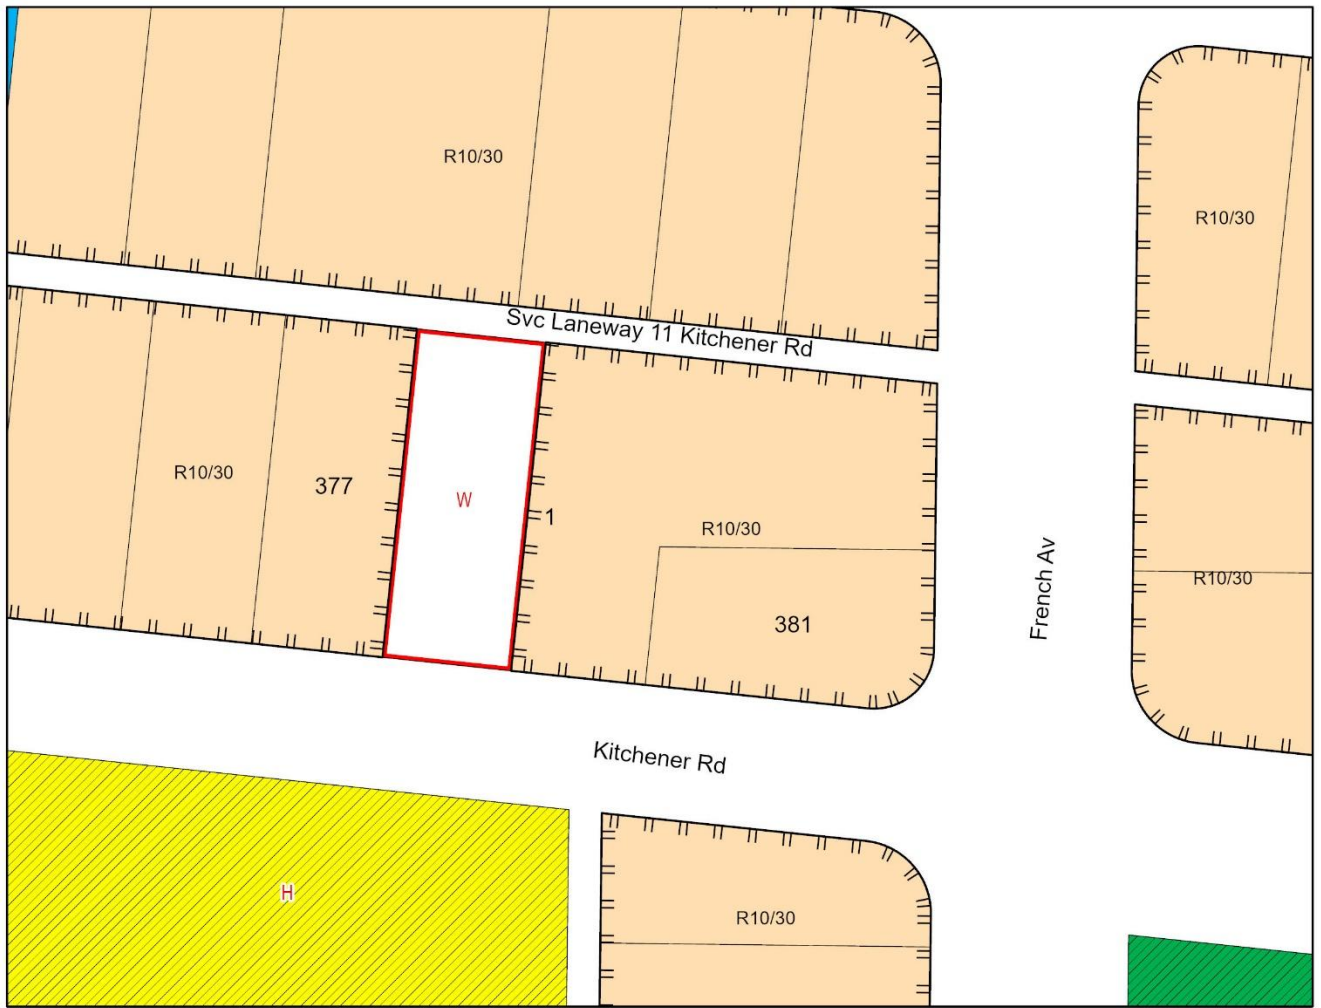 R10/30
R10/30
Svc Laneway 11 Kitchener Rd
R10/30
377
W
1
R10/30
R10/30
381
French Av
Kitchener Rd
H
R10/30